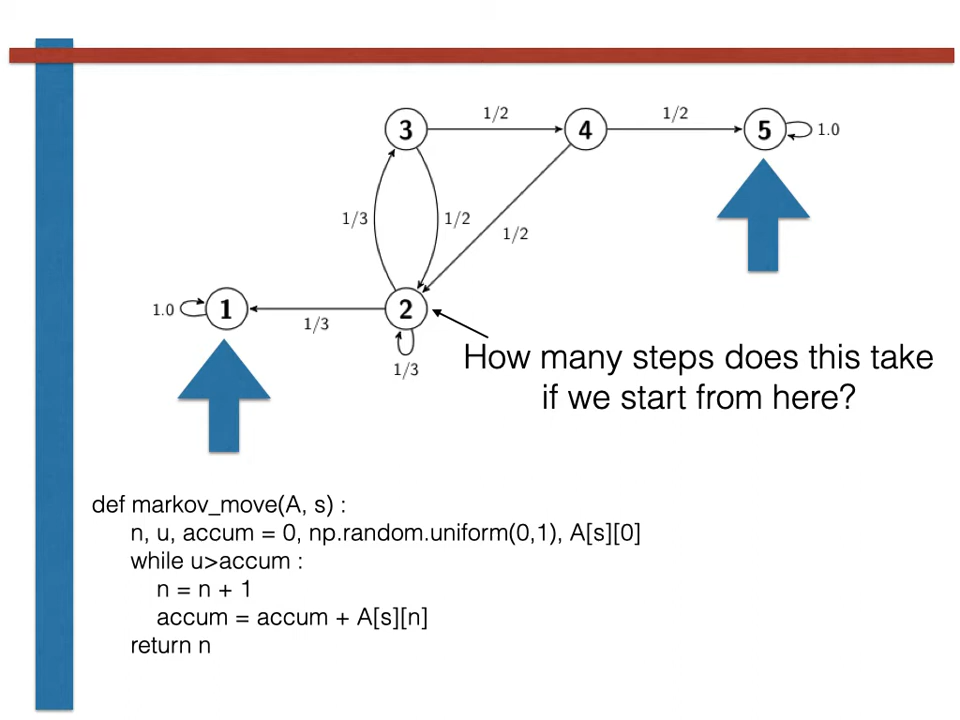 1/2
1/2
3
4
5
1.0
1/3
1/2
1/2
1.0
1
2
1/3
1/3
How many steps does this take
if we start from here?
def markov_move(A, s) :
n, u, accum = 0, np.random.uniform(0,1), A[s][0]
while u>accum :
n = n + 1
accum = accum + A[s][n]
return n